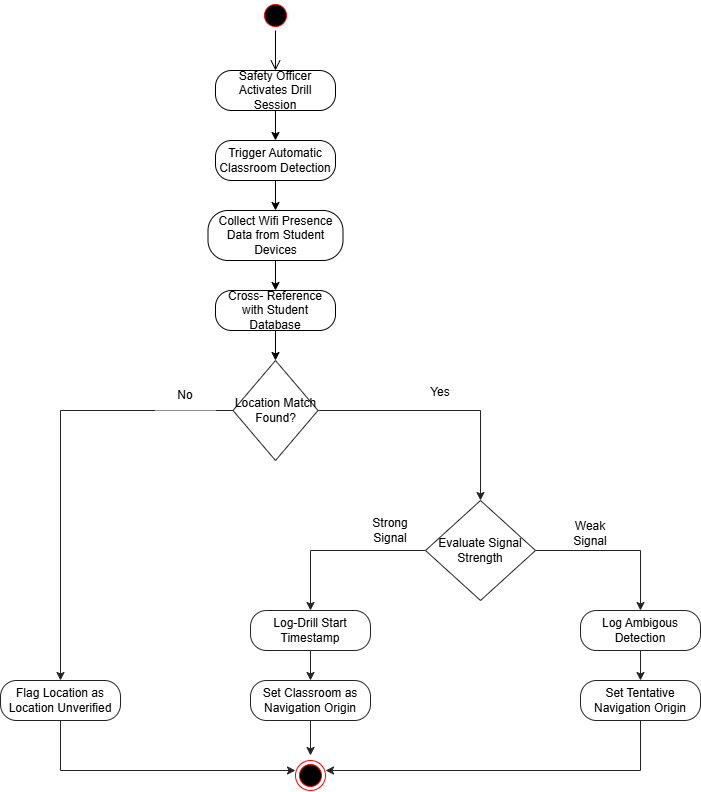 Safety Officer
Activates Drill
Session
Trigger Automatic
Classroom Detection
Collect Wifi Presence
Data from Student
Devices
Cross- Reference
with Student
Database
Location Match
Found?
No
Yes
Evaluate Signal
Strength
Strong
Signal
Weak
Signal
Log-Drill Start
Timestamp
Log Ambigous
Detection
Flag Location as
Location Unverified
Set Classroom as
Navigation Origin
Set Tentative
Navigation Origin